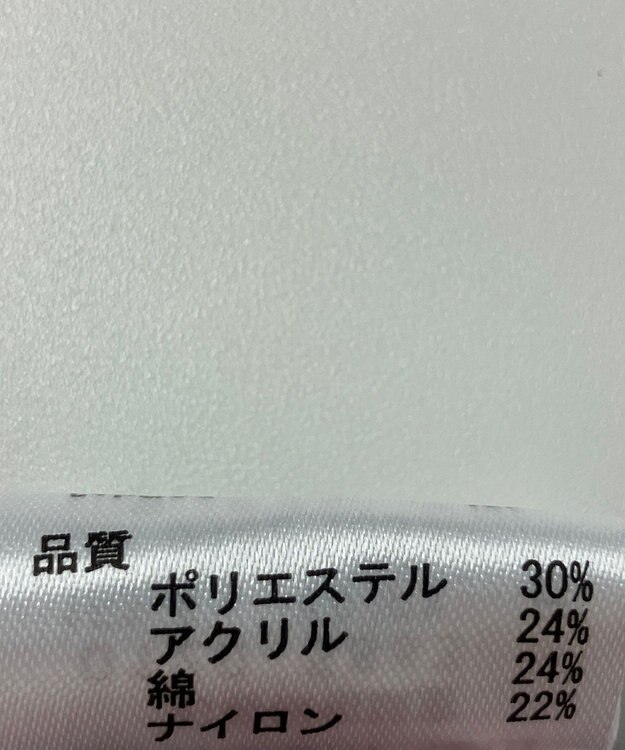 品質
ポリエステル 30%
アクリル 24%
綿 24%
ナイロン 22%